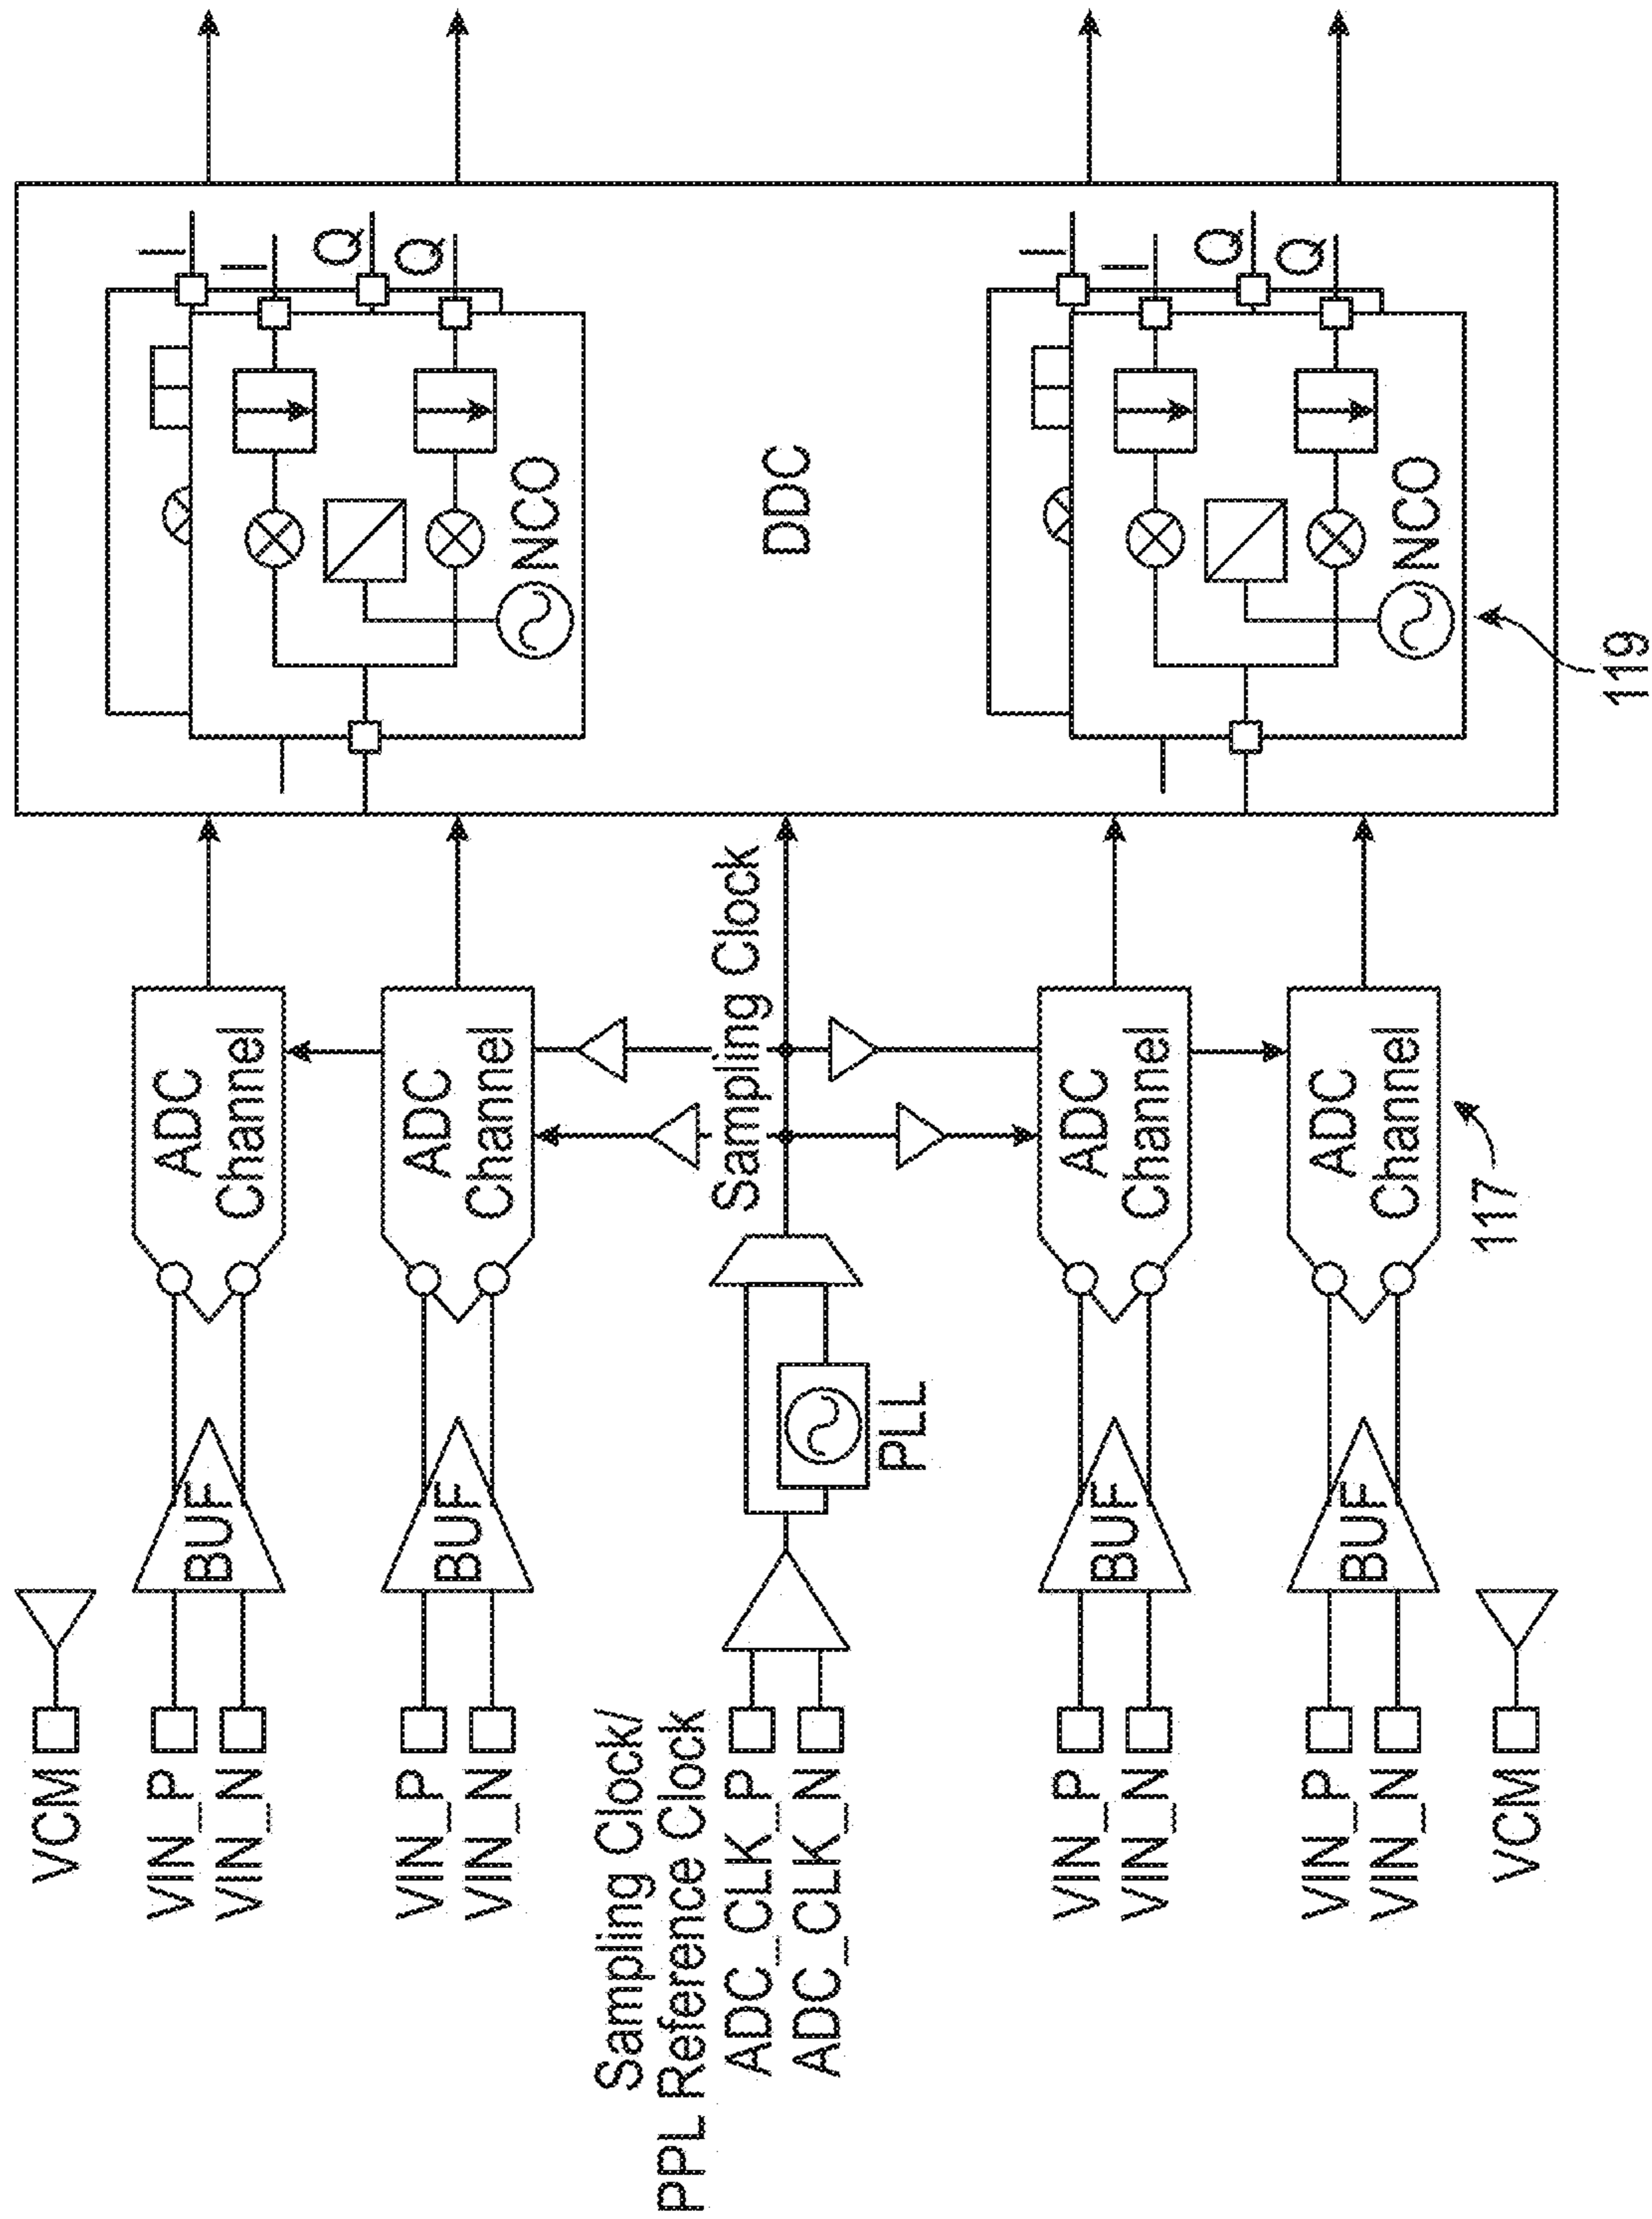 VCM
VIN_P
VIN_N
BUF
ADC
Channel
I
I
Q
Q
NCO
VIN_P
VIN_N
BUF
ADC
Channel
Sampling Clock/
PPL Reference Clock
ADC_CLK_P
ADC_CLK_N
PLL
Sampling Clock
DDC
VIN_P
VIN_N
BUF
ADC
Channel
I
I
Q
Q
NCO
VIN_P
VIN_N
BUF
ADC
Channel
VCM
117
119